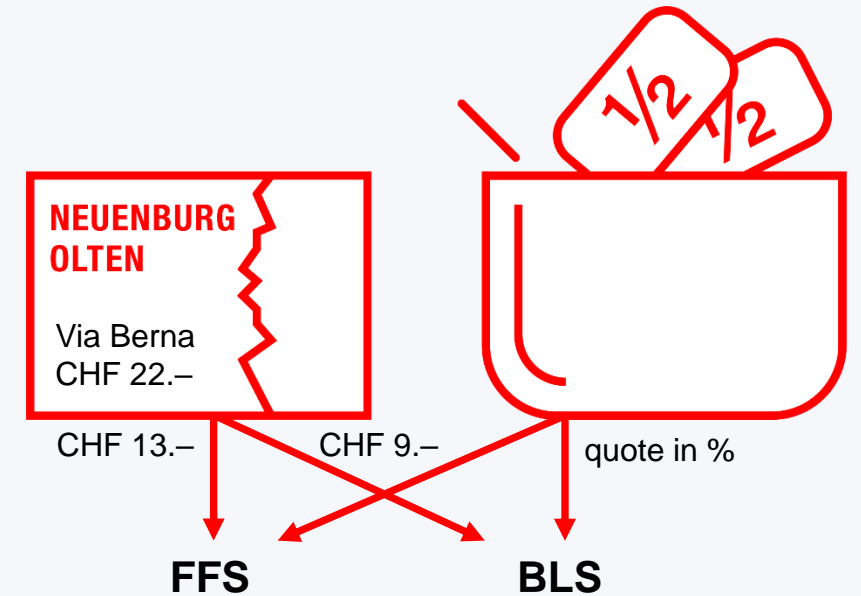 1/2
1/2
NEUENBURG
OLTEN
Via Berna
CHF 22.–
CHF 13.–
CHF 9.–
quote in %
FFS
BLS